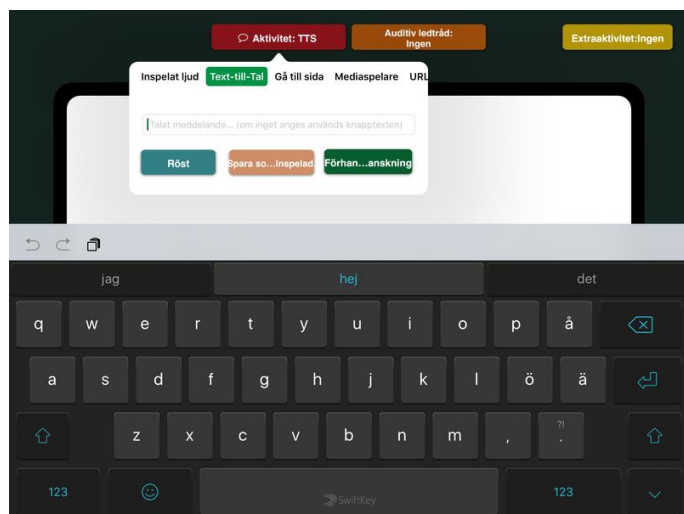 Aktivitet: TTS
Auditiv ledtråd:
Ingen
Extraaktivitet:Ingen
Inspelat ljud Text-till-Tal Gå till sida Mediaspelare URL
Talat meddelande... (om inget anges används knapptexten)
Röst Spara so...inspelad. Förhan...anskning
jag hej det
q w e r t y u i o p å
a s d f g h j k l ö ä
z x c v b n m , ?! .
123 SwiftKey 123